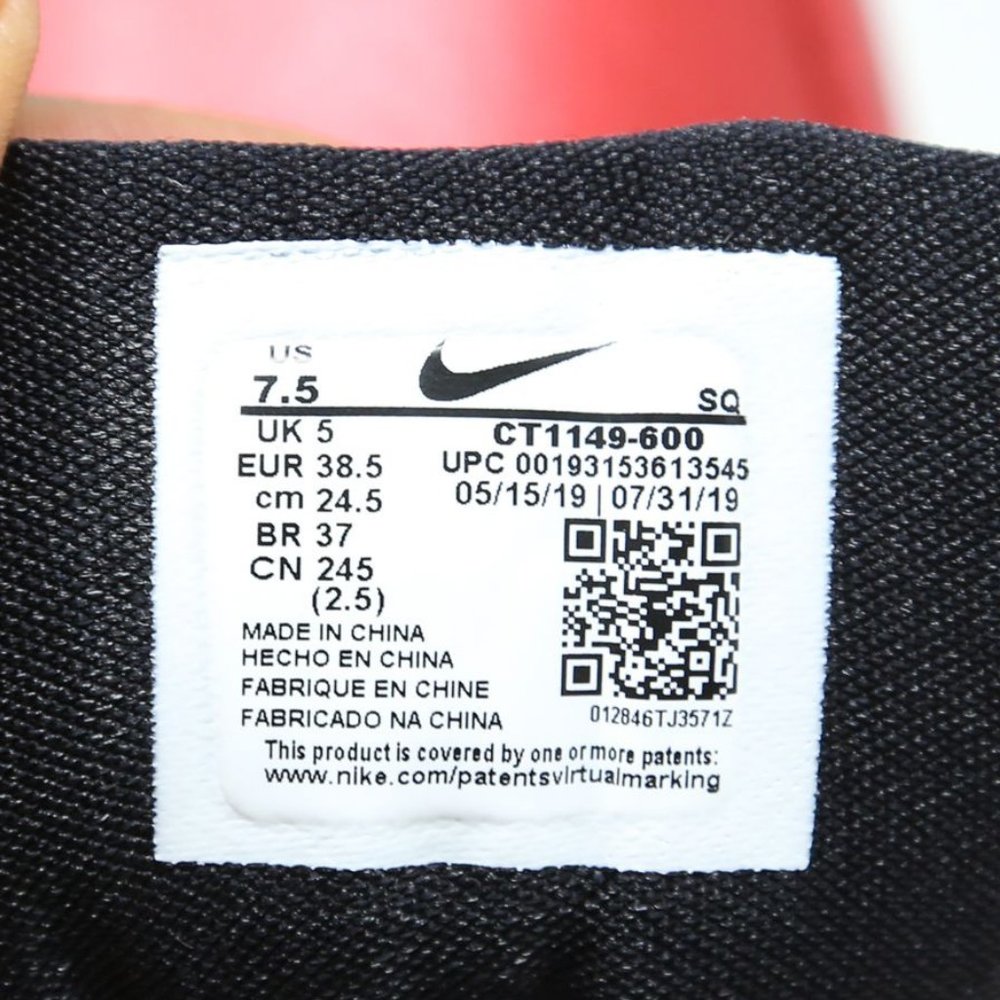 US
7.5
SQ
UK 5
EUR 38.5
cm 24.5
BR 37
CN 245
(2.5)
CT1149-600
UPC 00193153613545
05/15/19 | 07/31/19
MADE IN CHINA
HECHO EN CHINA
FABRIQUE EN CHINE
FABRICADO NA CHINA
012846TJ3571Z
This product is covered by one or more patents:
www.nike.com/patentsvirtualmarking